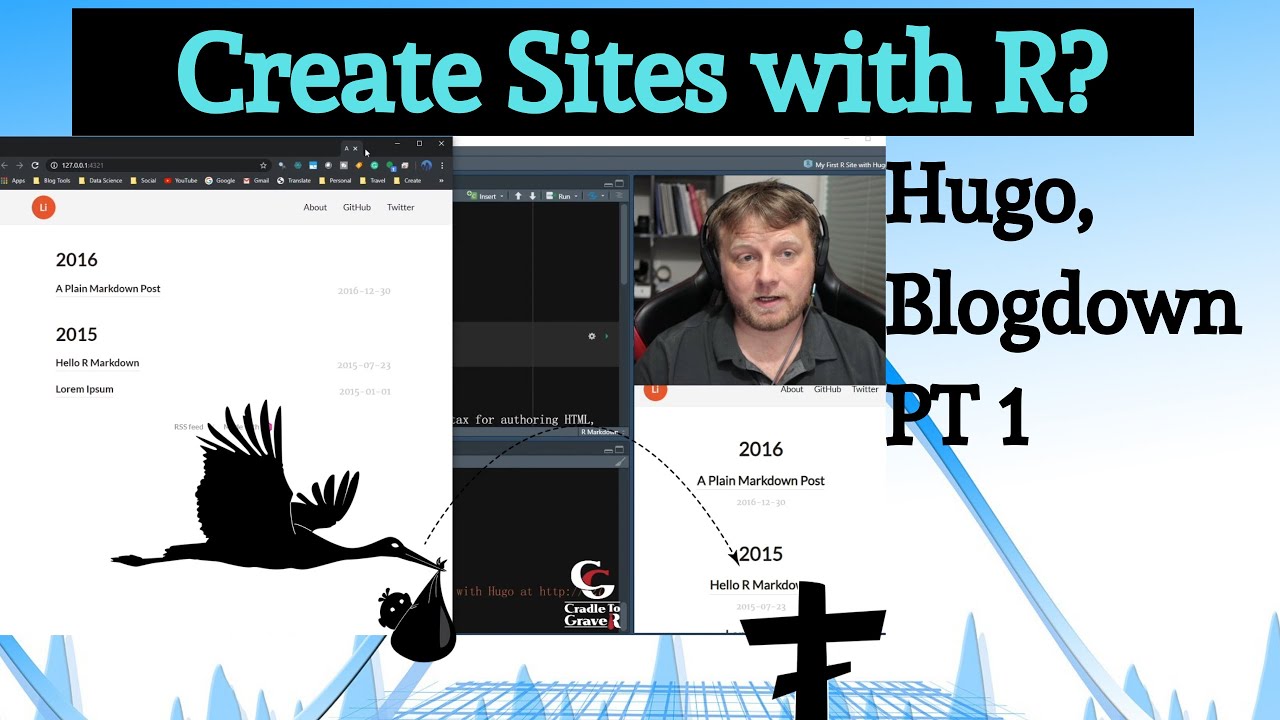 Create Sites with R?
Hugo,
Blogdown
PT 1
A
127.0.0.1:4321
Apps Blog Tools Data Science Social YouTube Google Gmail Translate Personal Travel Create »
Li About GitHub Twitter
2016
A Plain Markdown Post 2016-12-30
2015
Hello R Markdown 2015-07-23
Lorem Ipsum 2015-01-01
RSS feed
My First R Site with Hug
Insert Run
tax for authoring HTML,
R Markdown
with Hugo at http:/
Cradle To
GraveR
Li About GitHub Twitter
2016
A Plain Markdown Post
2016-12-30
2015
Hello R Markdow
2015-07-23